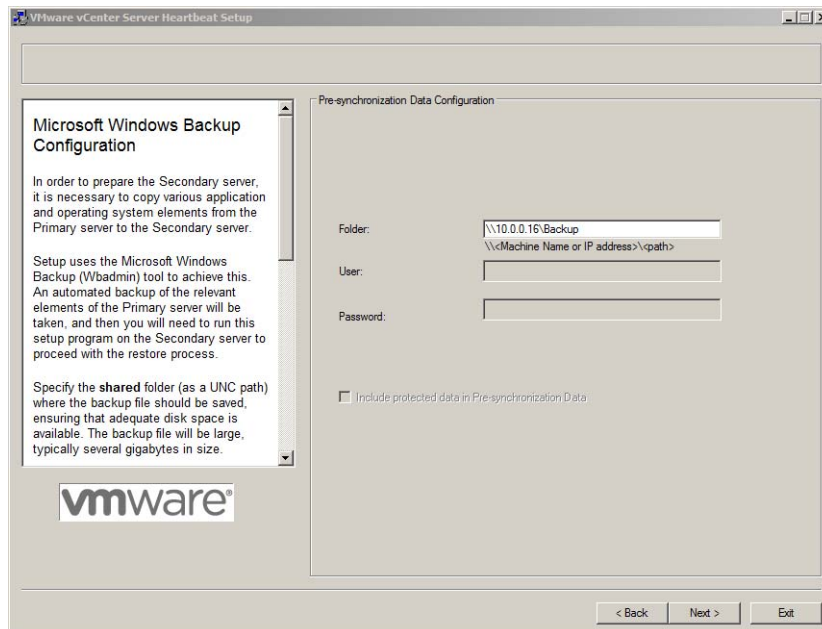 VMware vCenter Server Heartbeat Setup
Microsoft Windows Backup
Configuration
In order to prepare the Secondary server,
it is necessary to copy various application
and operating system elements from the
Primary server to the Secondary server.
Setup uses the Microsoft Windows
Backup (Wbadmin) tool to achieve this.
An automated backup of the relevant
elements of the Primary server will be
taken, and then you will need to run this
setup program on the Secondary server to
proceed with the restore process.
Specify the shared folder (as a UNC path)
where the backup file should be saved,
ensuring that adequate disk space is
available. The backup file will be large,
typically several gigabytes in size.
vmware®
Pre-synchronization Data Configuration
Folder:
\\10.0.0.16\Backup
\\<Machine Name or IP address>\<path>
User:
Password:
Include protected data in Pre-synchronization Data
< Back
Next >
Exit